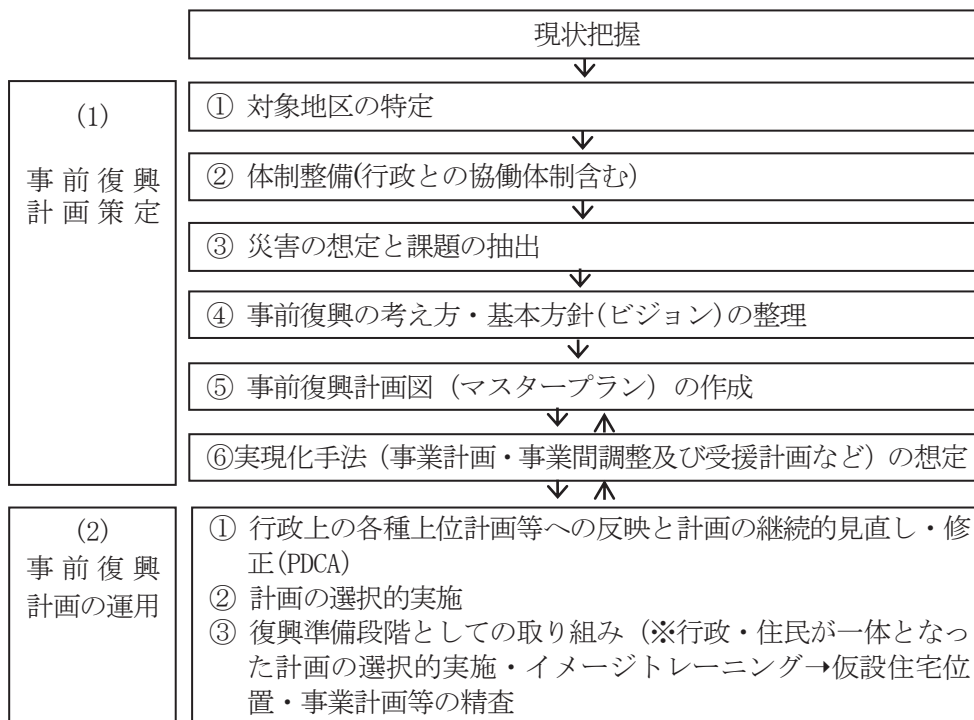 現状把握
(1)
事前復興
計画策定
① 対象地区の特定
② 体制整備(行政との協働体制含む)
③ 災害の想定と課題の抽出
④ 事前復興の考え方・基本方針(ビジョン)の整理
⑤ 事前復興計画図（マスタープラン）の作成
⑥実現化手法（事業計画・事業間調整及び受援計画など）の想定
(2)
事前復興
計画の運用
① 行政上の各種上位計画等への反映と計画の継続的見直し・修
正(PDCA)
② 計画の選択的実施
③ 復興準備段階としての取り組み（※行政・住民が一体となっ
た計画の選択的実施・イメージトレーニング→仮設住宅位
置・事業計画等の精査